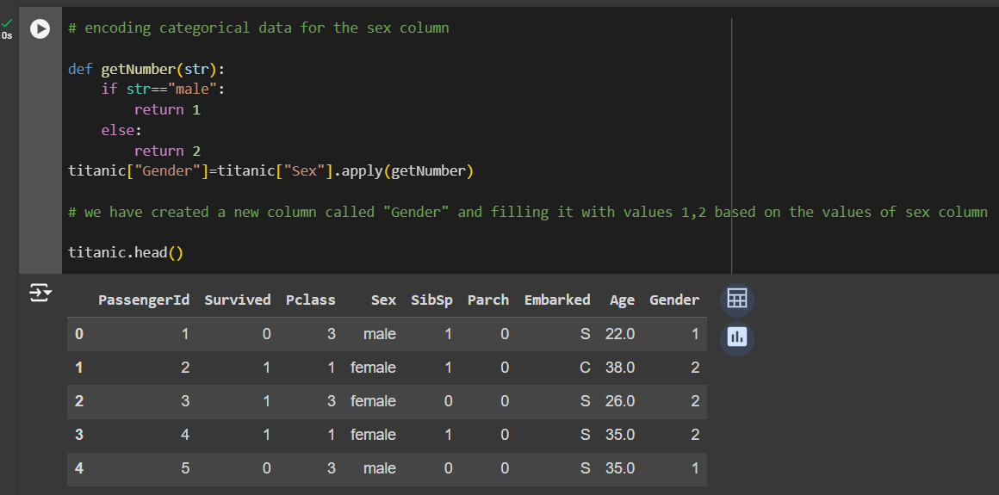 0s
# encoding categorical data for the sex column
def getNumber(str):
    if str=="male":
        return 1
    else:
        return 2
titanic["Gender"]=titanic["Sex"].apply(getNumber)
# we have created a new column called "Gender" and filling it with values 1,2 based on the values of sex column
titanic.head()
PassengerId Survived Pclass Sex SibSp Parch Embarked Age Gender
0 1 0 3 male 1 0 S 22.0 1
1 2 1 1 female 1 0 C 38.0 2
2 3 1 3 female 0 0 S 26.0 2
3 4 1 1 female 1 0 S 35.0 2
4 5 0 3 male 0 0 S 35.0 1